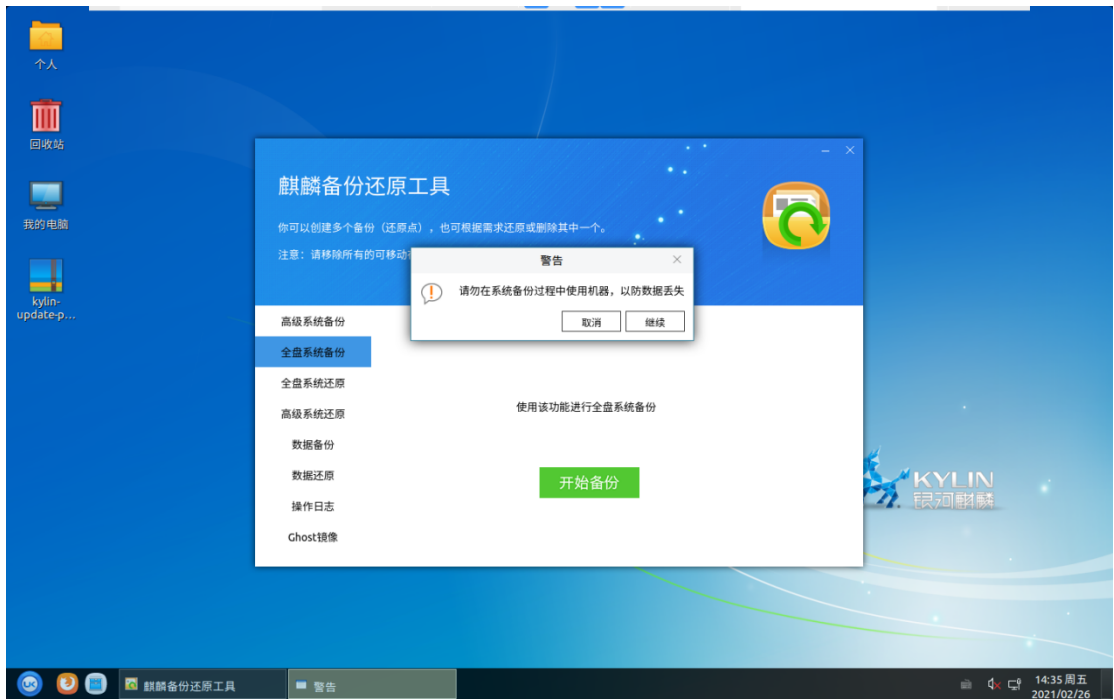 个人
回收站
我的电脑
kylin-
update-p...
麒麟备份还原工具
你可以创建多个备份（还原点），也可根据需求还原或删除其中一个。
注意：请移除所有的可移动
警告
请勿在系统备份过程中使用机器，以防数据丢失
取消
继续
高级系统备份
全盘系统备份
全盘系统还原
高级系统还原
数据备份
数据还原
操作日志
Ghost镜像
使用该功能进行全盘系统备份
开始备份
KYLIN
银河麒麟
UK
麒麟备份还原工具
警告
14:35 周五
2021/02/26